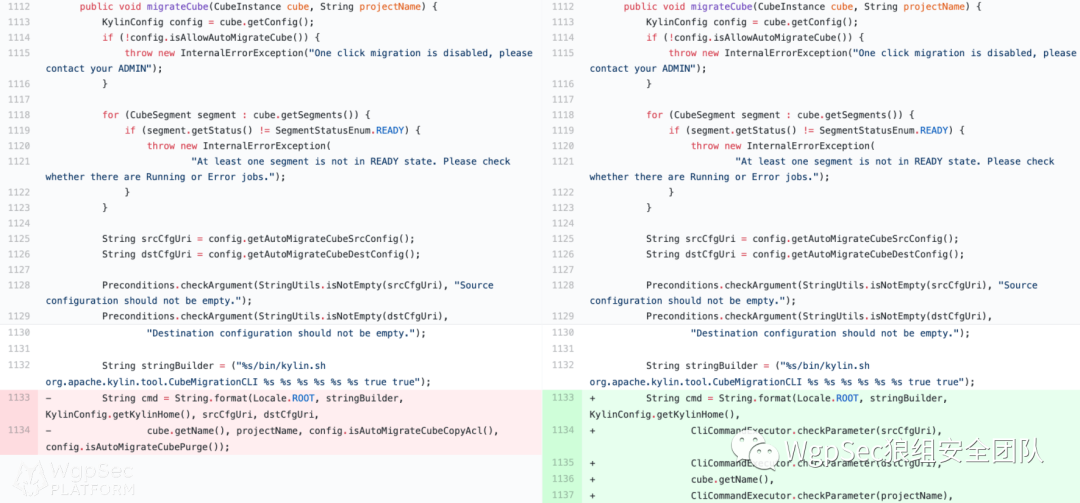 1112 public void migrateCube(CubeInstance cube, String projectName) {
1113 KylinConfig config = cube.getConfig();
1114 if (!config.isAllowAutoMigrateCube()) {
1115 throw new InternalErrorException("One click migration is disabled, please
contact your ADMIN");
1116 }
1117
1118 for (CubeSegment segment : cube.getSegments()) {
1119 if (segment.getStatus() != SegmentStatusEnum.READY) {
1120 throw new InternalErrorException(
1121 "At least one segment is not in READY state. Please check
whether there are Running or Error jobs.");
1122 }
1123 }
1124
1125 String srcCfgUri = config.getAutoMigrateCubeSrcConfig();
1126 String dstCfgUri = config.getAutoMigrateCubeDestConfig();
1127
1128 Preconditions.checkArgument(StringUtils.isNotEmpty(srcCfgUri), "Source
configuration should not be empty.");
1129 Preconditions.checkArgument(StringUtils.isNotEmpty(dstCfgUri),
1130 "Destination configuration should not be empty.");
1131
1132 String stringBuilder = ("%s/bin/kylin.sh
org.apache.kylin.tool.CubeMigrationCLI %s %s %s %s %s %s true true");
1133 - String cmd = String.format(Locale.ROOT, stringBuilder,
KylinConfig.getKylinHome(), srcCfgUri, dstCfgUri,
1134 - cube.getName(), projectName, config.isAutoMigrateCubeCopyAcl(),
config.isAutoMigrateCubePurge());
WgpSec
PLATFORM
1112 public void migrateCube(CubeInstance cube, String projectName) {
1113 KylinConfig config = cube.getConfig();
1114 if (!config.isAllowAutoMigrateCube()) {
1115 throw new InternalErrorException("One click migration is disabled, please
contact your ADMIN");
1116 }
1117
1118 for (CubeSegment segment : cube.getSegments()) {
1119 if (segment.getStatus() != SegmentStatusEnum.READY) {
1120 throw new InternalErrorException(
1121 "At least one segment is not in READY state. Please check
whether there are Running or Error jobs.");
1122 }
1123 }
1124
1125 String srcCfgUri = config.getAutoMigrateCubeSrcConfig();
1126 String dstCfgUri = config.getAutoMigrateCubeDestConfig();
1127
1128 Preconditions.checkArgument(StringUtils.isNotEmpty(srcCfgUri), "Source
configuration should not be empty.");
1129 Preconditions.checkArgument(StringUtils.isNotEmpty(dstCfgUri),
1130 "Destination configuration should not be empty.");
1131
1132 String stringBuilder = ("%s/bin/kylin.sh
org.apache.kylin.tool.CubeMigrationCLI %s %s %s %s %s %s true true");
1133 + String cmd = String.format(Locale.ROOT, stringBuilder,
KylinConfig.getKylinHome(),
1134 + CliCommandExecutor.checkParameter(srcCfgUri),
WgpSec狼组安全团队
1135 + CliCommandExecutor.checkParameter(dstCfgUri),
1136 + cube.getName(),
1137 + CliCommandExecutor.checkParameter(projectName),